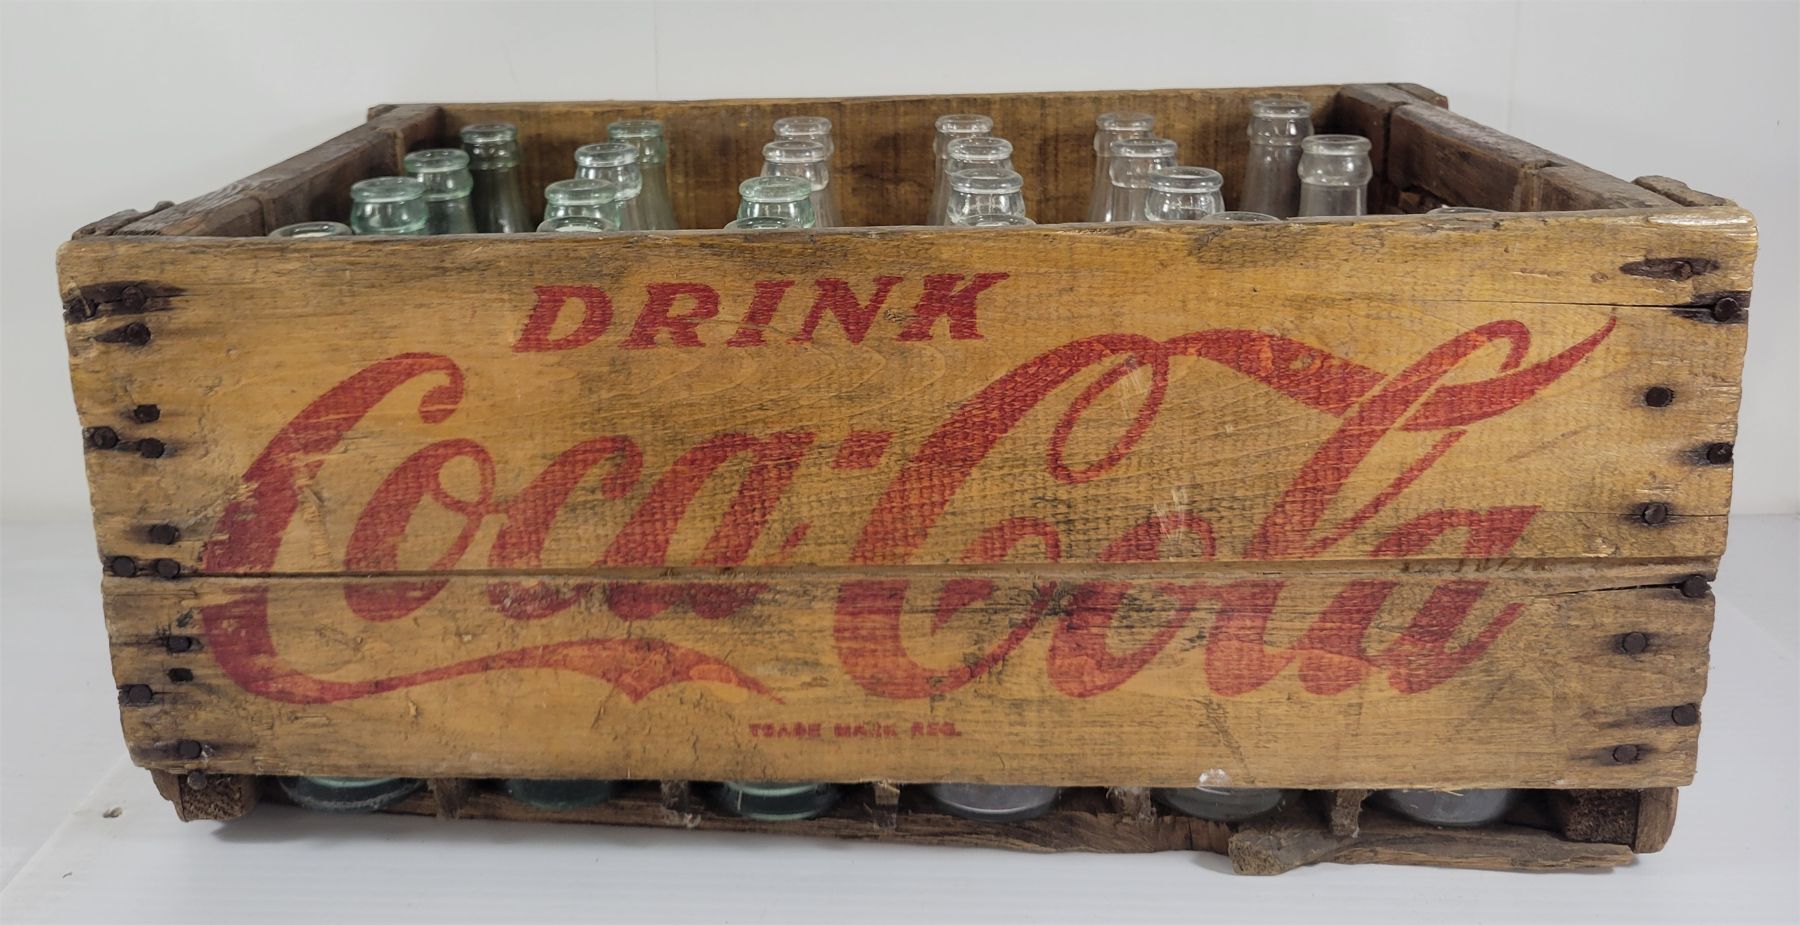 DRINK
Coca-Cola
TRADE MARK REG.